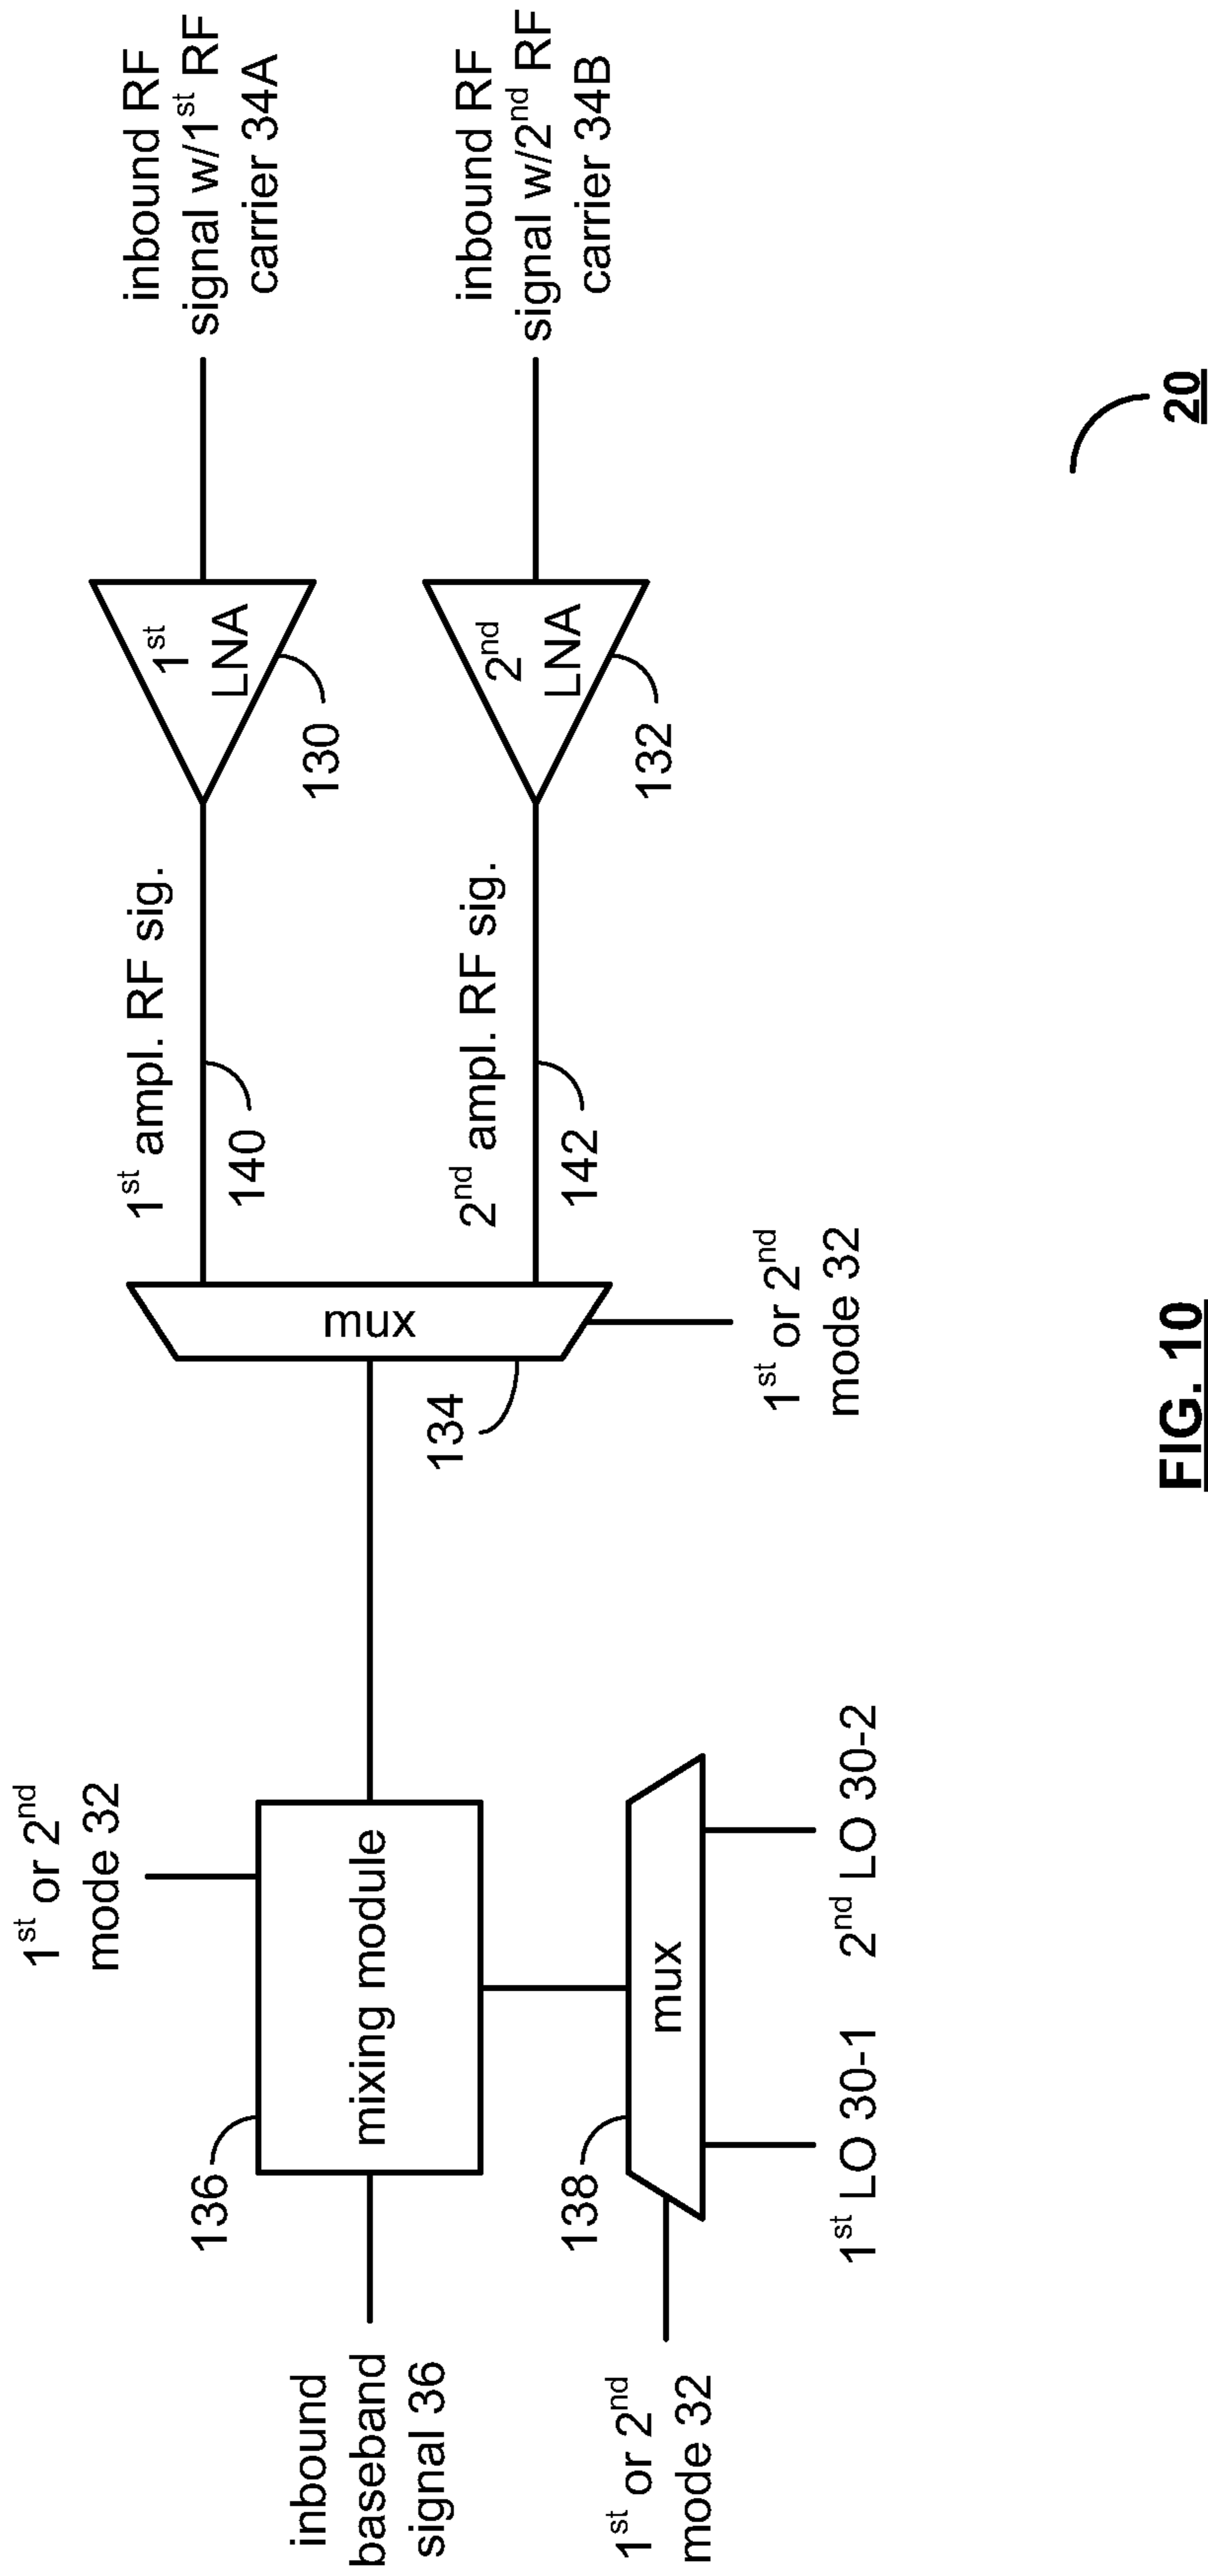 1st or 2nd
mode 32
136
mixing module
inbound
baseband
signal 36
138
mux
1st or 2nd
mode 32
1st LO 30-1
2nd LO 30-2
134
mux
1st or 2nd
mode 32
1st ampl. RF sig.
140
2nd ampl. RF sig.
142
1st
LNA
130
2nd
LNA
132
inbound RF
signal w/1st RF
carrier 34A
inbound RF
signal w/2nd RF
carrier 34B
20
FIG. 10